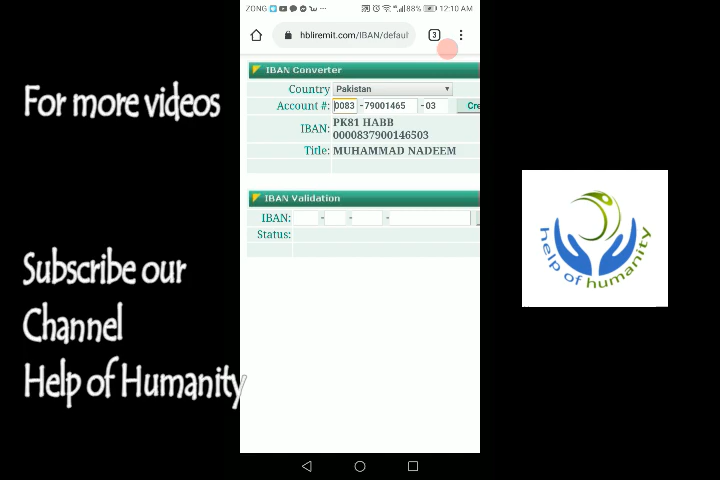 For more videos
Subscribe our
Channel
Help of Humanity
ZONG
88% 12:10 AM
hbliremit.com/IBAN/defaul
3
IBAN Converter
Country Pakistan
Account #: 0083 - 79001465 - 03 Cre
IBAN: PK81 HABB
0000837900146503
Title: MUHAMMAD NADEEM
IBAN Validation
IBAN: - - -
Status:
help of humanity